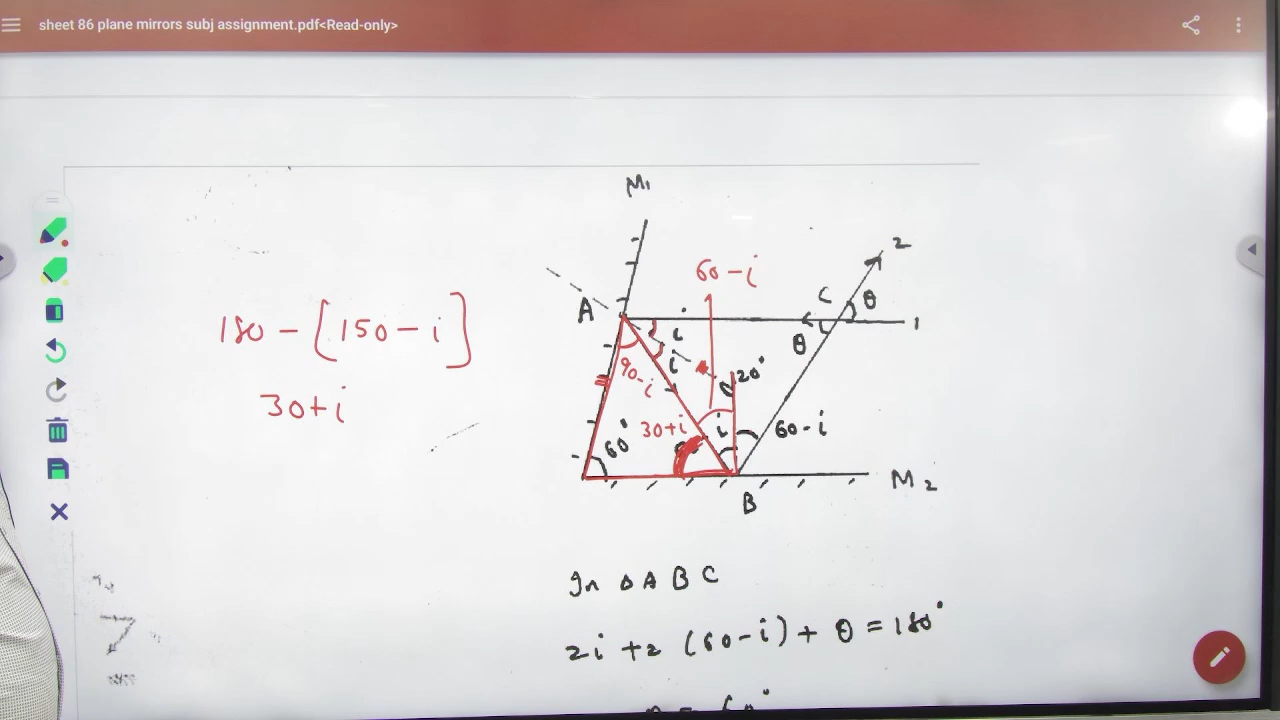 sheet 86 plane mirrors subj assignment.pdf<Read-only>
M₁
2
60-i
A
C
θ
i
1
180 - [150 - i]
i
θ
i
90-i
20°
30+i
30+i
i
60-i
60°
M₂
B
In Δ A B C
2i + 2 (60-i) + θ = 180°